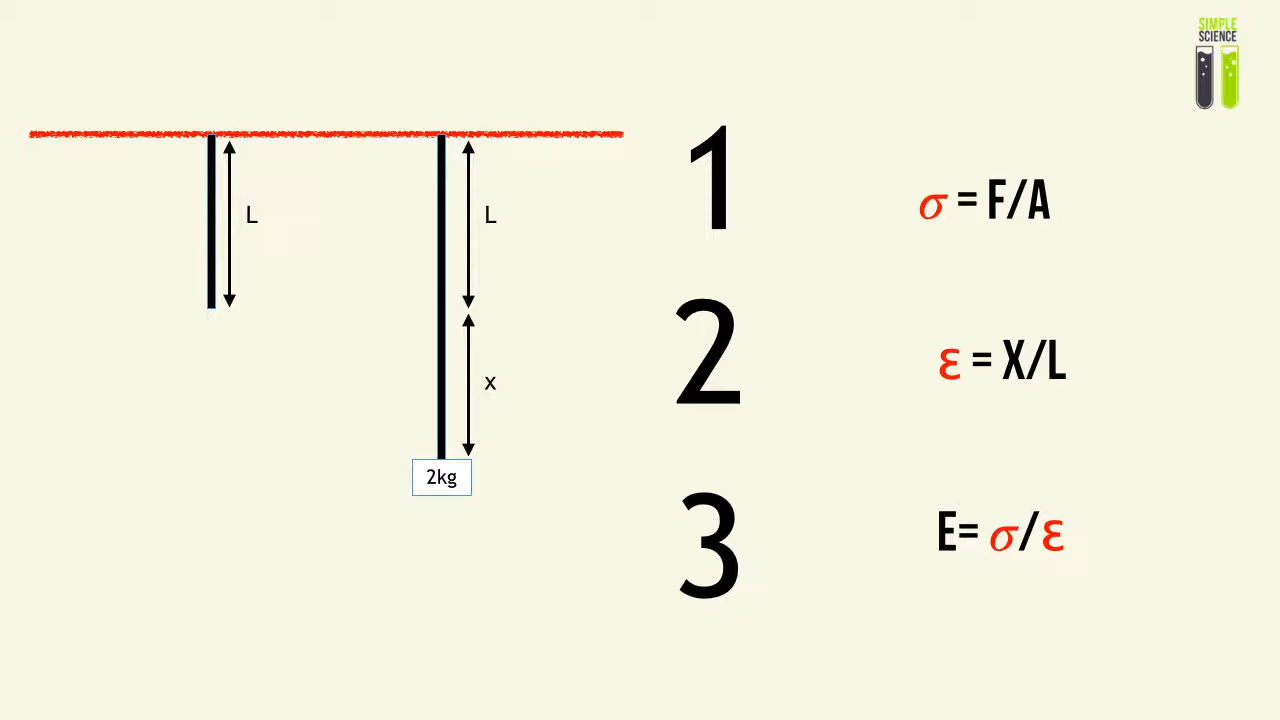 SIMPLE
SCIENCE
L
L
x
2kg
1
σ = F/A
2
ε = X/L
3
E= σ/ε